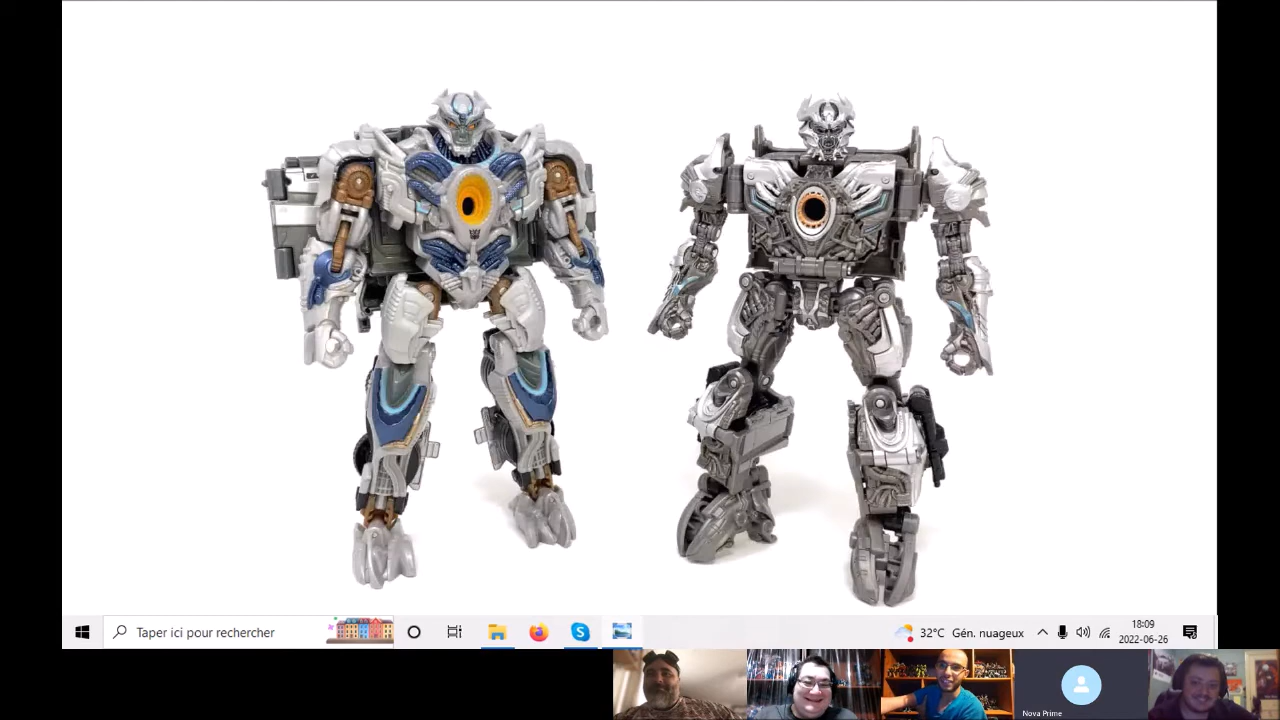 Taper ici pour rechercher
32°C Gén. nuageux
18:09
2022-06-26
Nova Prime